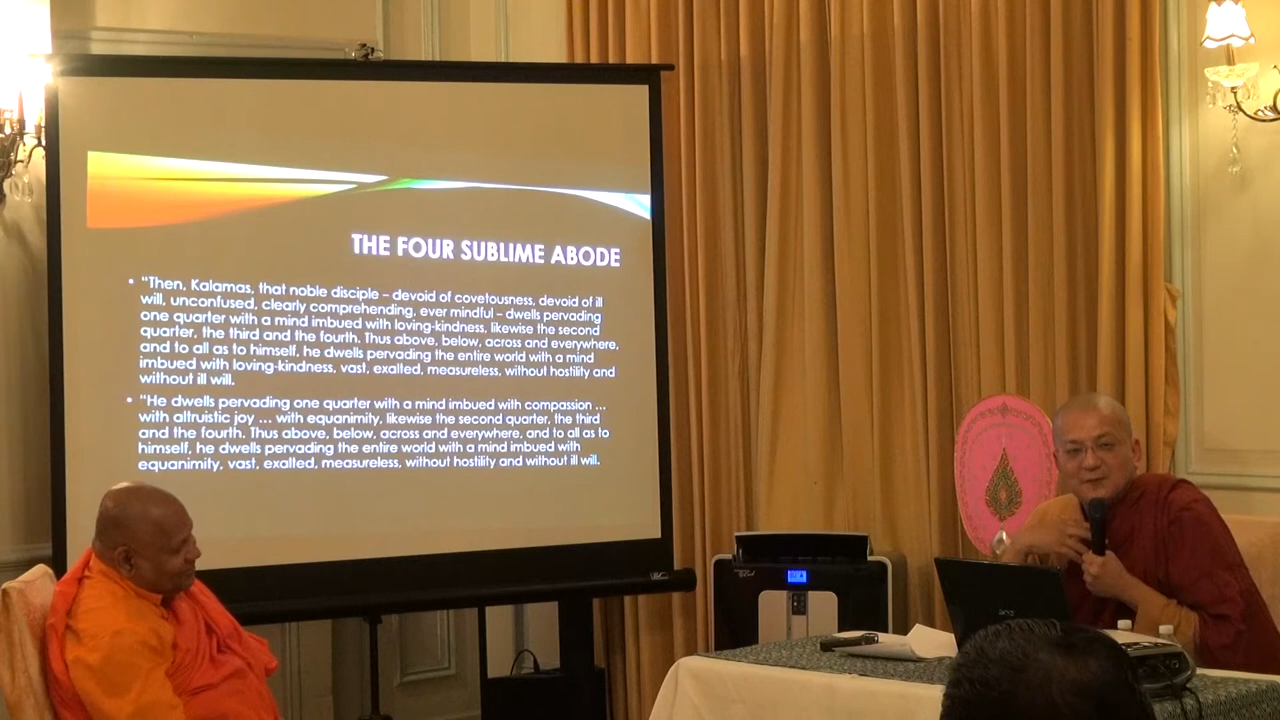 THE FOUR SUBLIME ABODE
• “Then, Kalamas, that noble disciple – devoid of covetousness, devoid of ill
will, unconfused, clearly comprehending, ever mindful – dwells pervading
one quarter with a mind imbued with loving-kindness, likewise the second
quarter, the third and the fourth. Thus above, below, across and everywhere,
and to all as to himself, he dwells pervading the entire world with a mind
imbued with loving-kindness, vast, exalted, measureless, without hostility and
without ill will.
• “He dwells pervading one quarter with a mind imbued with compassion ...
with altruistic joy ... with equanimity, likewise the second quarter, the third
and the fourth. Thus above, below, across and everywhere, and to all as to
himself, he dwells pervading the entire world with a mind imbued with
equanimity, vast, exalted, measureless, without hostility and without ill will.
acer